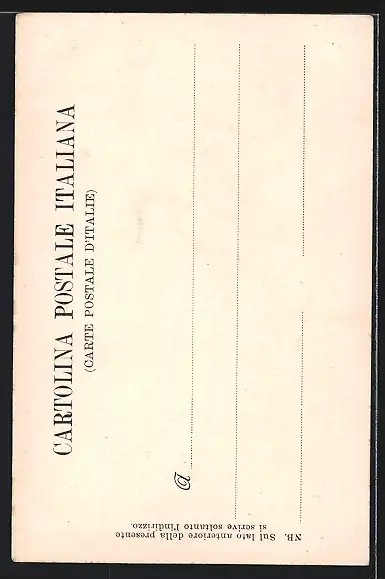 CARTOLINA POSTALE ITALIANA
(CARTE POSTALE D'ITALIE)
A
NB. Sul lato anteriore della presente
si scrive soltanto l'indirizzo.